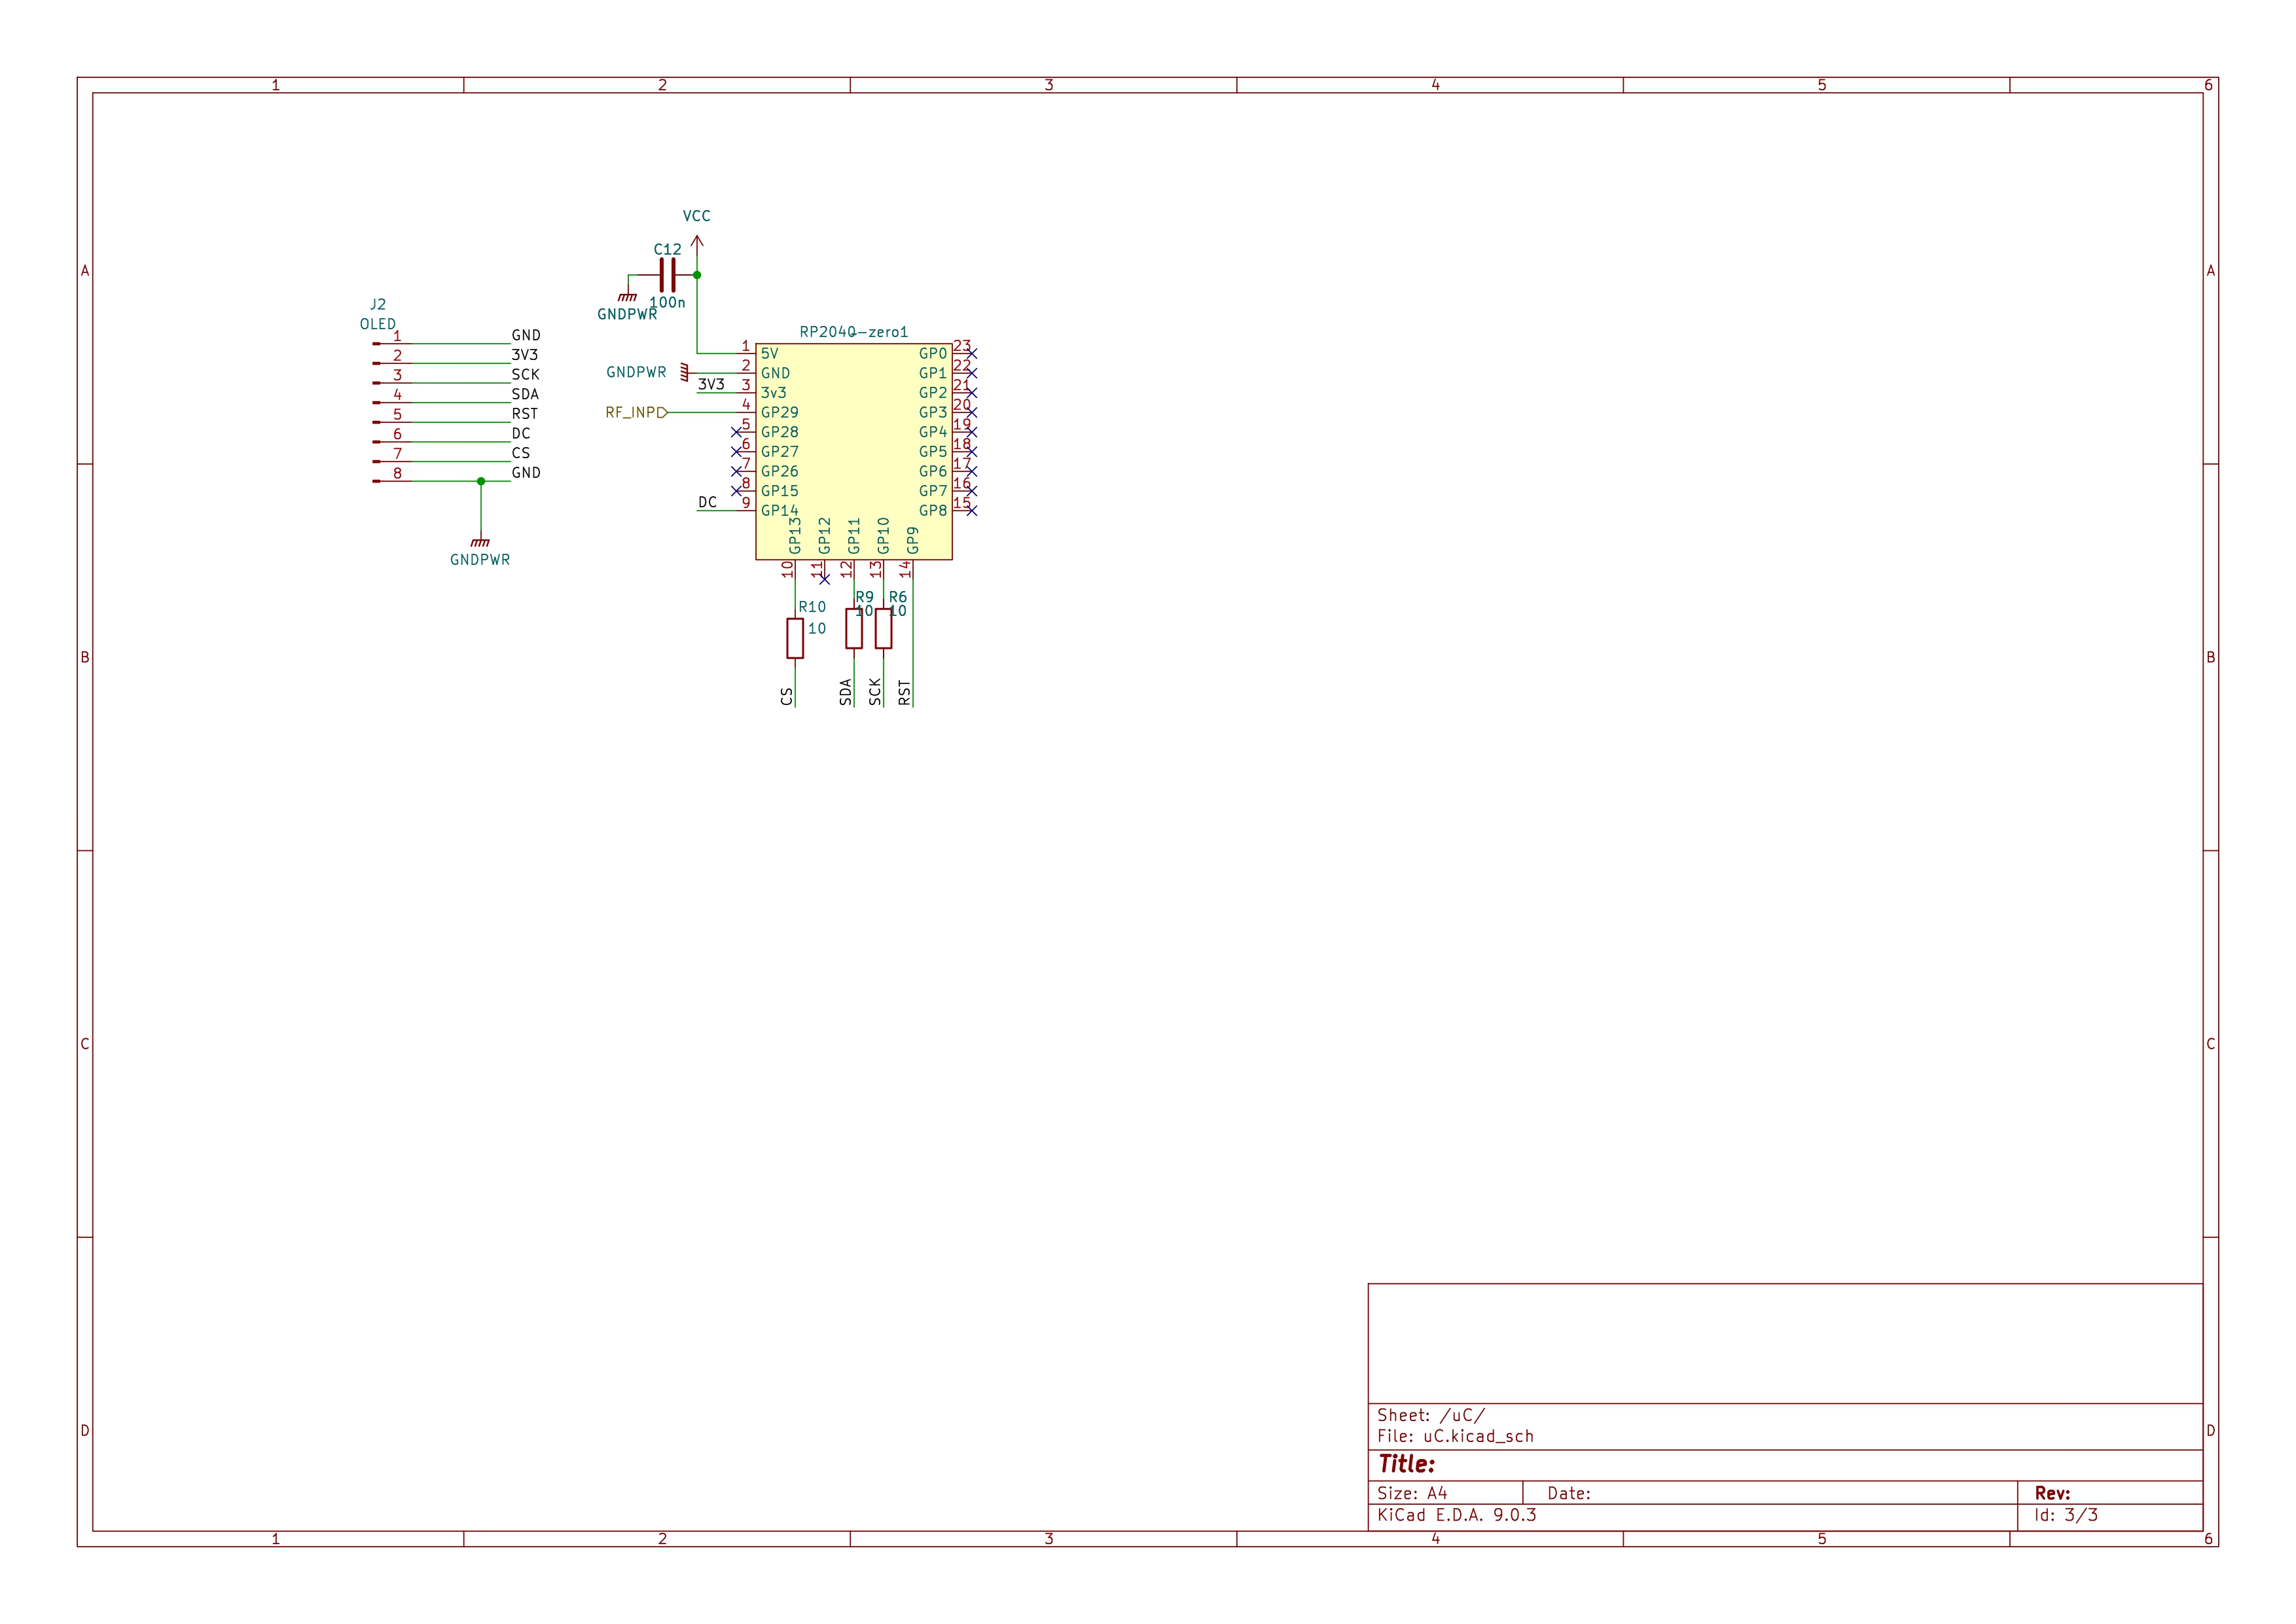 1 2 3 4 5 6
A A
B B
C C
D D
VCC
C12
100n
GNDPWR
J2
OLED
1 GND
2 3V3
3 SCK
4 SDA
5 RST
6 DC
7 CS
8 GND
GNDPWR
RP2040-zero1
GNDPWR
3V3
RF_INP
DC
1 5V
2 GND
3 3v3
4 GP29
5 GP28
6 GP27
7 GP26
8 GP15
9 GP14
GP0 23
GP1 22
GP2 21
GP3 20
GP4 19
GP5 18
GP6 17
GP7 16
GP8 15
GP13 GP12 GP11 GP10 GP9
10 11 12 13 14
R10
10
R9
10
R6
10
CS SDA SCK RST
Sheet: /uC/
File: uC.kicad_sch
Title:
Size: A4 Date: Rev:
KiCad E.D.A. 9.0.3 Id: 3/3
1 2 3 4 5 6